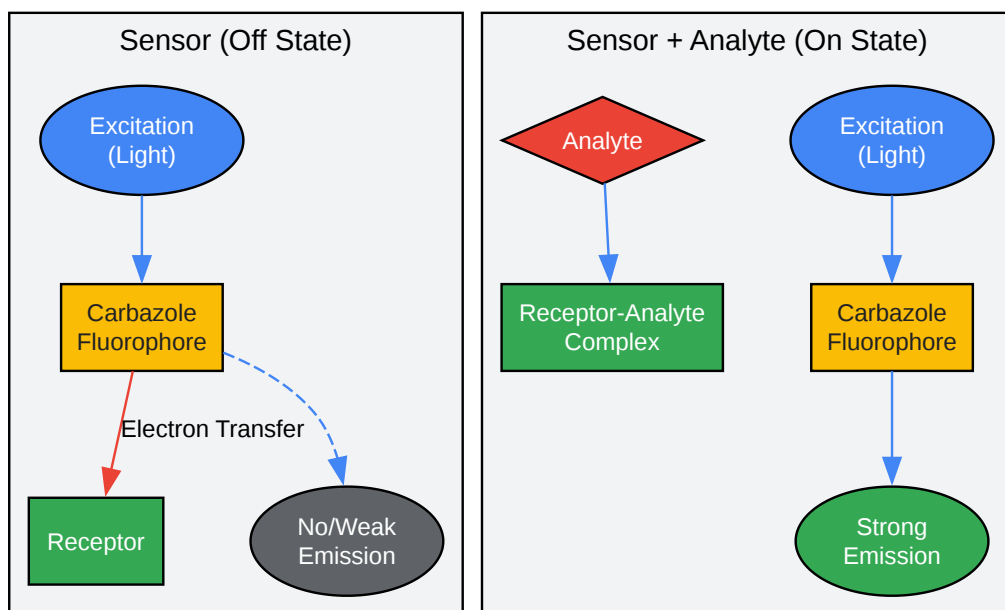 Sensor (Off State)
Excitation
(Light)
Carbazole
Fluorophore
Electron Transfer
Receptor
No/Weak
Emission
Sensor + Analyte (On State)
Analyte
Excitation
(Light)
Receptor-Analyte
Complex
Carbazole
Fluorophore
Strong
Emission